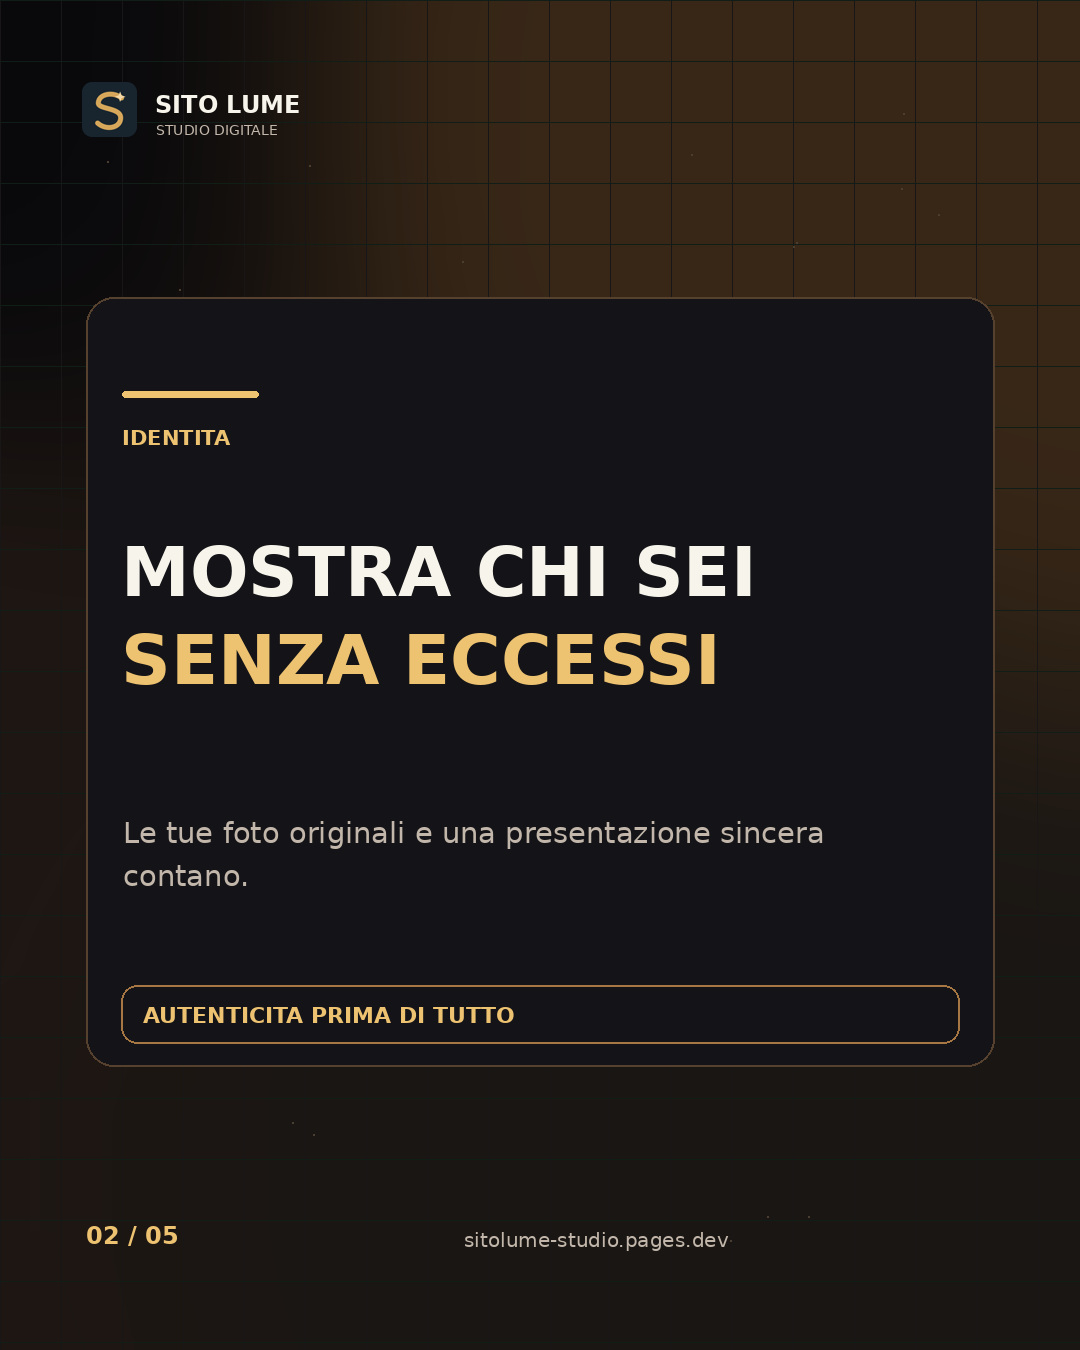 SITO LUME
STUDIO DIGITALE
IDENTITA
MOSTRA CHI SEI
SENZA ECCESSI
Le tue foto originali e una presentazione sincera
contano.
AUTENTICITA PRIMA DI TUTTO
02 / 05
sitolume-studio.pages.dev